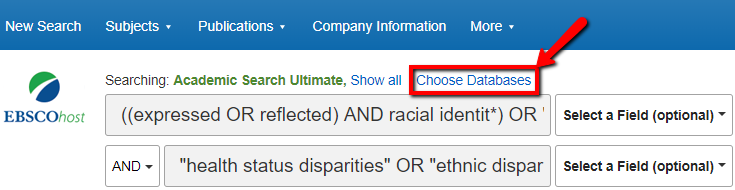 New Search Subjects Publications Company Information More
Searching: Academic Search Ultimate, Show all Choose Databases
EBSCOhost
((expressed OR reflected) AND racial identit*) OR ' Select a Field (optional)
AND "health status disparities" OR "ethnic dispar Select a Field (optional)